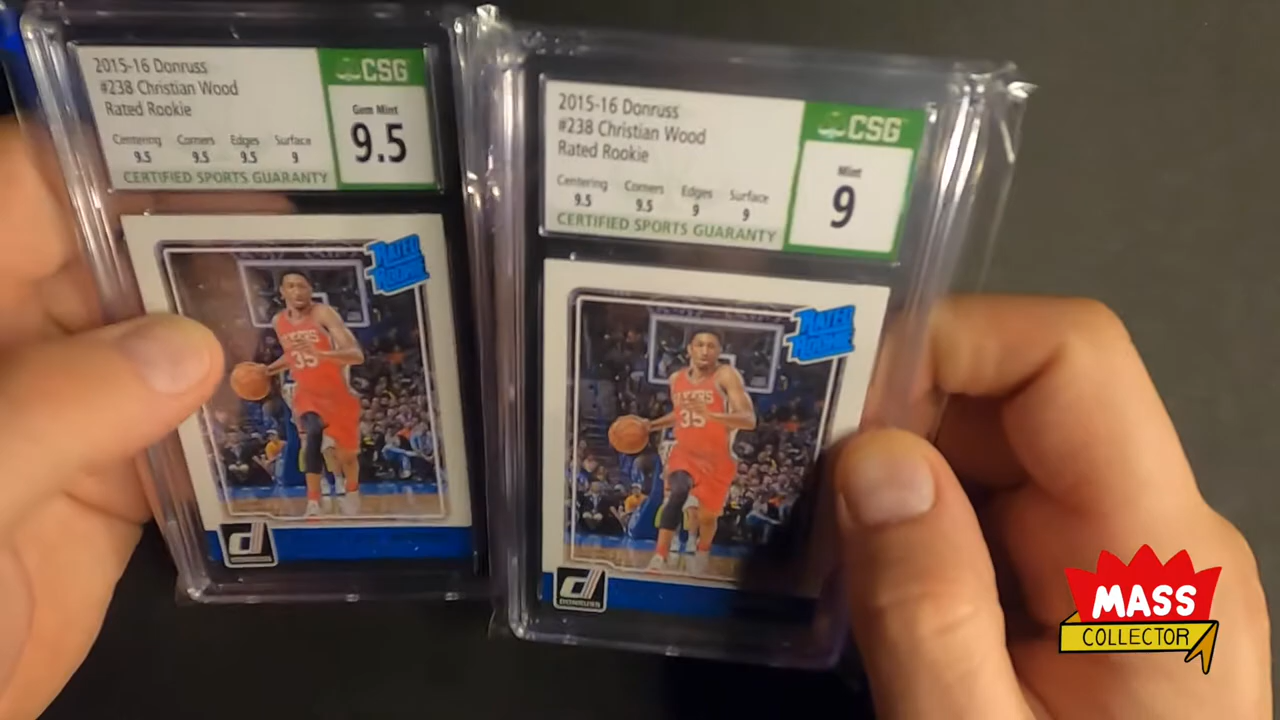 2015-16 Donruss
#238 Christian Wood
Rated Rookie
Centering Corners Edges Surface
9.5 9.5 9.5 9
CERTIFIED SPORTS GUARANTY
CSG
Gem Mint
9.5
RATED
ROOKIE
35
d
2015-16 Donruss
#238 Christian Wood
Rated Rookie
Centering Corners Edges Surface
9.5 9.5 9 9
CERTIFIED SPORTS GUARANTY
CSG
Mint
9
RATED
ROOKIE
35
d
DONRUSS
MASS
COLLECTOR